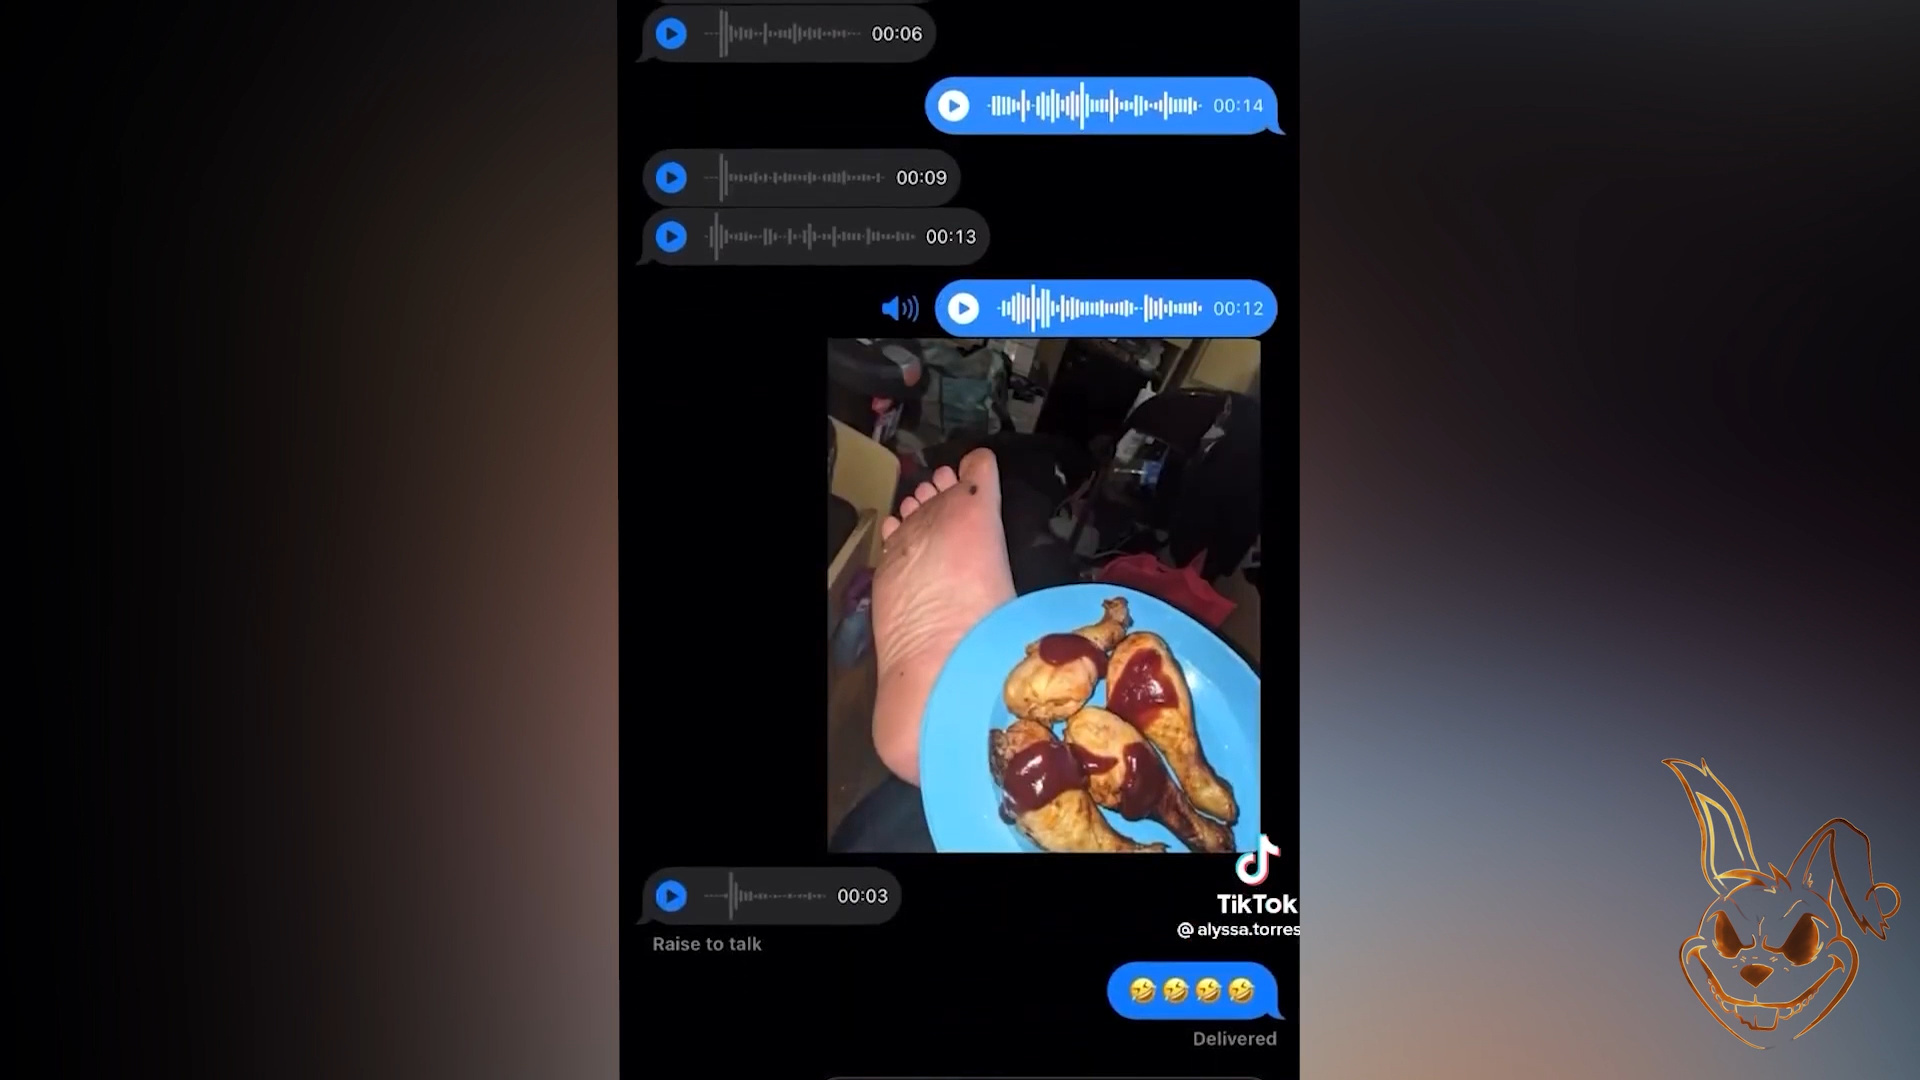 00:06
00:14
00:09
00:13
00:12
00:03
TikTok
@alyssa.torres
Raise to talk
🤣🤣🤣🤣
Delivered